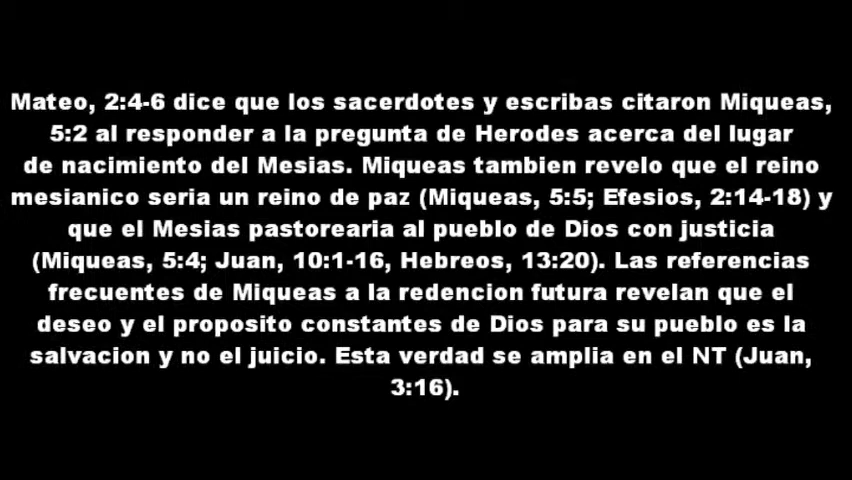 Mateo, 2:4-6 dice que los sacerdotes y escribas citaron Miqueas,
5:2 al responder a la pregunta de Herodes acerca del lugar
de nacimiento del Mesias. Miqueas tambien revelo que el reino
mesianico seria un reino de paz (Miqueas, 5:5; Efesios, 2:14-18) y
que el Mesias pastorearia al pueblo de Dios con justicia
(Miqueas, 5:4; Juan, 10:1-16, Hebreos, 13:20). Las referencias
frecuentes de Miqueas a la redencion futura revelan que el
deseo y el proposito constantes de Dios para su pueblo es la
salvacion y no el juicio. Esta verdad se amplia en el NT (Juan,
3:16).